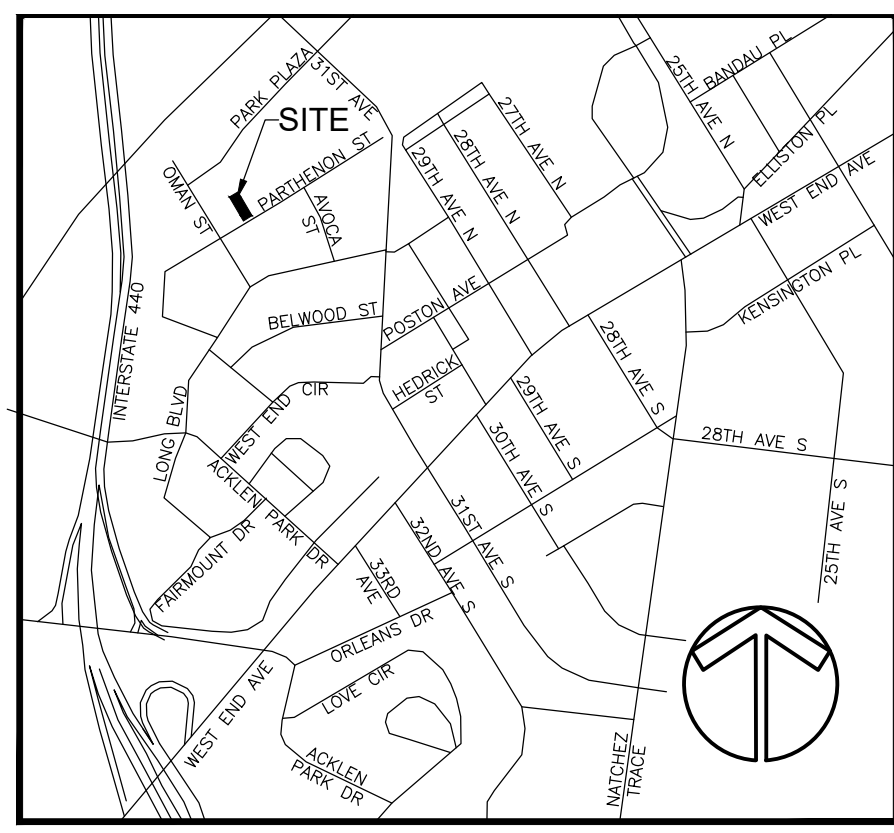 PARK PLAZA
31ST AVE
SITE
PARTHENON ST
OMAN ST
AVOCA
ST
27TH AVE N
28TH AVE N
29TH AVE N
25TH AVE N
BANDAU PL
ELLISTON PL
WEST END AVE
KENSINGTON PL
INTERSTATE 440
BELWOOD ST
POSTON AVE
HEDRICK
ST
28TH AVE S
29TH AVE S
30TH AVE S
28TH AVE S
25TH AVE S
LONG BLVD
WEST END CIR
ACKLEN PARK DR
FAIRMOUNT DR
31ST AVE S
32ND AVE S
33RD
AVE
ORLEANS DR
LOVE CIR
WEST END AVE
ACKLEN
PARK DR
NATCHEZ
TRACE